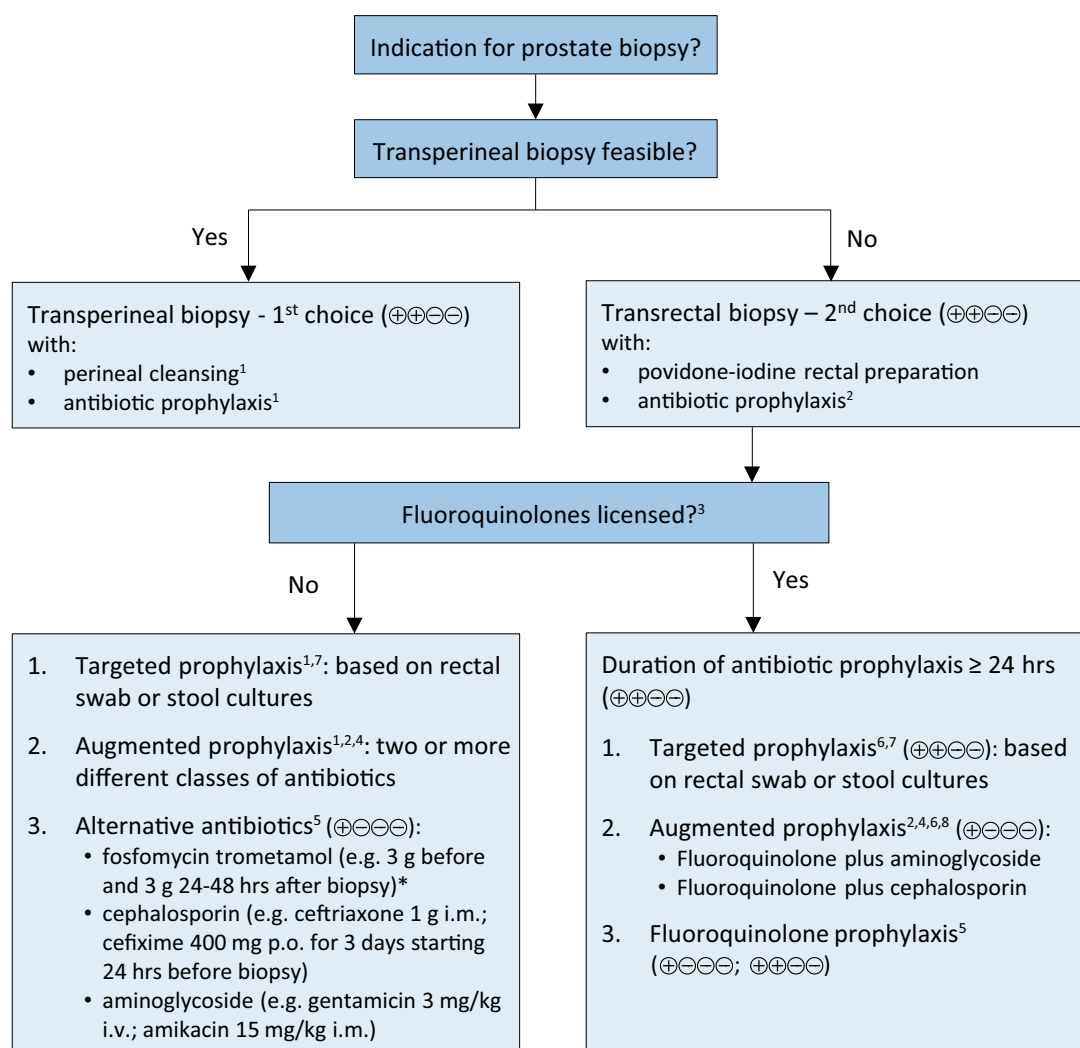 Indication for prostate biopsy?
Transperineal biopsy feasible?
Yes
No
Transperineal biopsy - 1st choice (⊕⊕⊖⊖)
with:
• perineal cleansing1
• antibiotic prophylaxis1
Transrectal biopsy – 2nd choice (⊕⊕⊖⊖)
with:
• povidone-iodine rectal preparation
• antibiotic prophylaxis2
Fluoroquinolones licensed?3
No
Yes
1. Targeted prophylaxis1,7: based on rectal
swab or stool cultures
2. Augmented prophylaxis1,2,4: two or more
different classes of antibiotics
3. Alternative antibiotics5 (⊕⊖⊖⊖):
• fosfomycin trometamol (e.g. 3 g before
and 3 g 24-48 hrs after biopsy)*
• cephalosporin (e.g. ceftriaxone 1 g i.m.;
cefixime 400 mg p.o. for 3 days starting
24 hrs before biopsy)
• aminoglycoside (e.g. gentamicin 3 mg/kg
i.v.; amikacin 15 mg/kg i.m.)
Duration of antibiotic prophylaxis ≥ 24 hrs
(⊕⊕⊖⊖)
1. Targeted prophylaxis6,7 (⊕⊕⊖⊖): based
on rectal swab or stool cultures
2. Augmented prophylaxis2,4,6,8 (⊕⊖⊖⊖):
• Fluoroquinolone plus aminoglycoside
• Fluoroquinolone plus cephalosporin
3. Fluoroquinolone prophylaxis5
(⊕⊖⊖⊖; ⊕⊕⊖⊖)